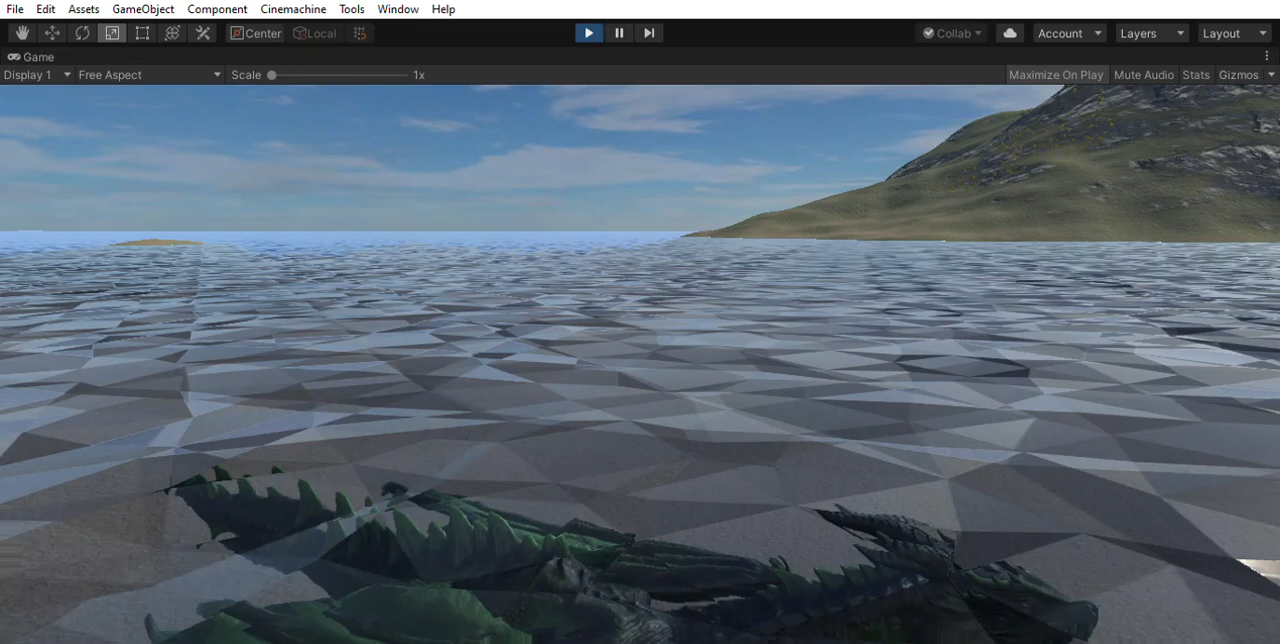 File Edit Assets GameObject Component Cinemachine Tools Window Help
Center Local Collab Account Layers Layout
Game
Display 1 Free Aspect Scale 1x Maximize On Play Mute Audio Stats Gizmos